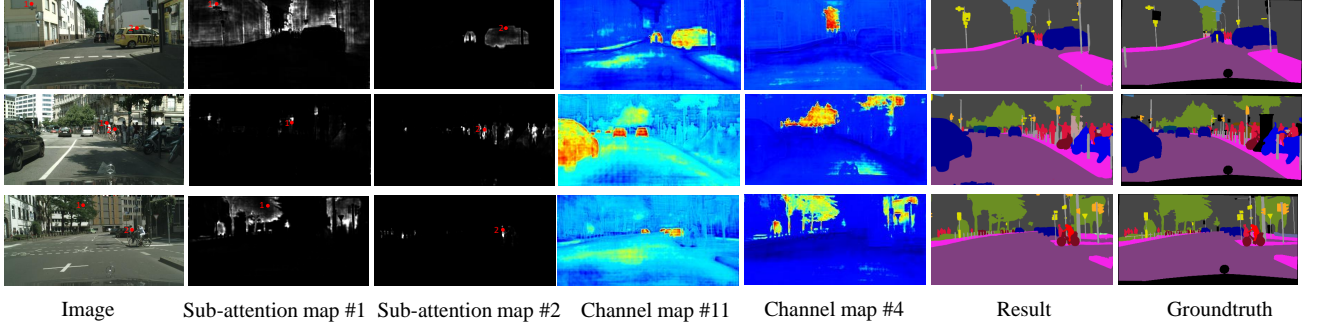 Image
Sub-attention map #1
Sub-attention map #2
Channel map #11
Channel map #4
Result
Groundtruth